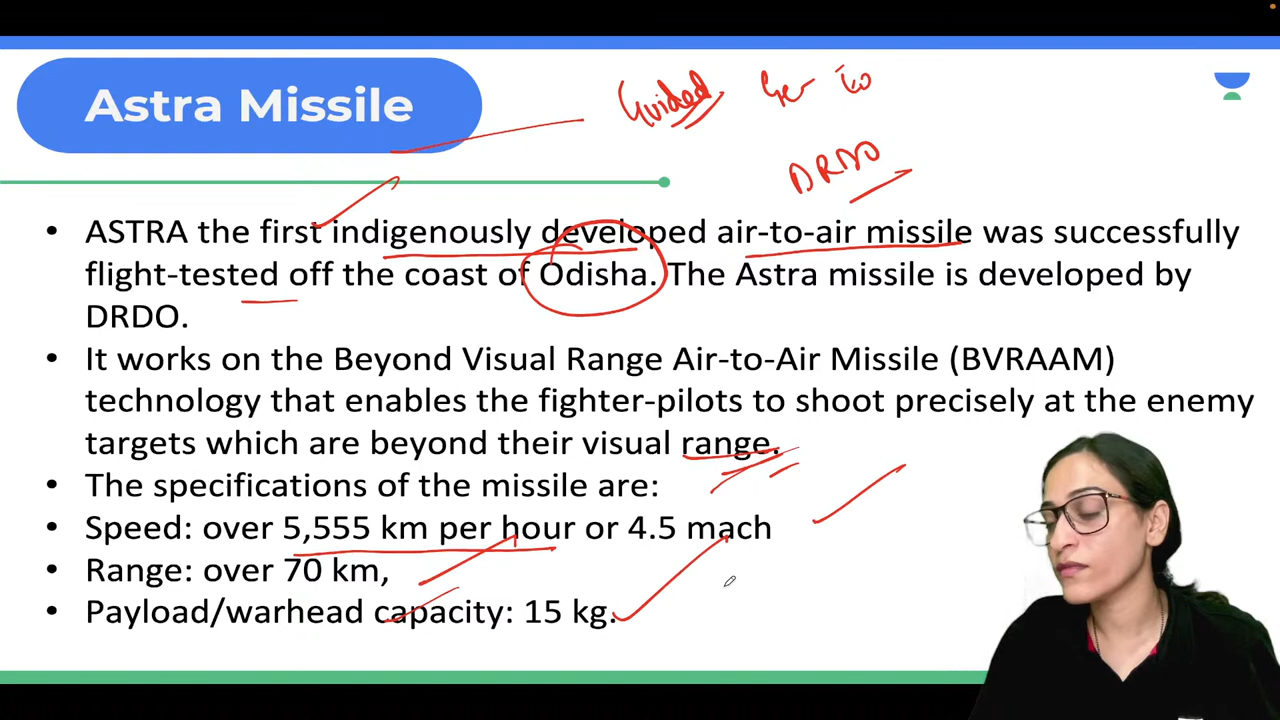 Guided
DRDO
Astra Missile
• ASTRA the first indigenously developed air-to-air missile was successfully
flight-tested off the coast of Odisha. The Astra missile is developed by
DRDO.
• It works on the Beyond Visual Range Air-to-Air Missile (BVRAAM)
technology that enables the fighter-pilots to shoot precisely at the enemy
targets which are beyond their visual range.
• The specifications of the missile are:
• Speed: over 5,555 km per hour or 4.5 mach
• Range: over 70 km,
• Payload/warhead capacity: 15 kg.